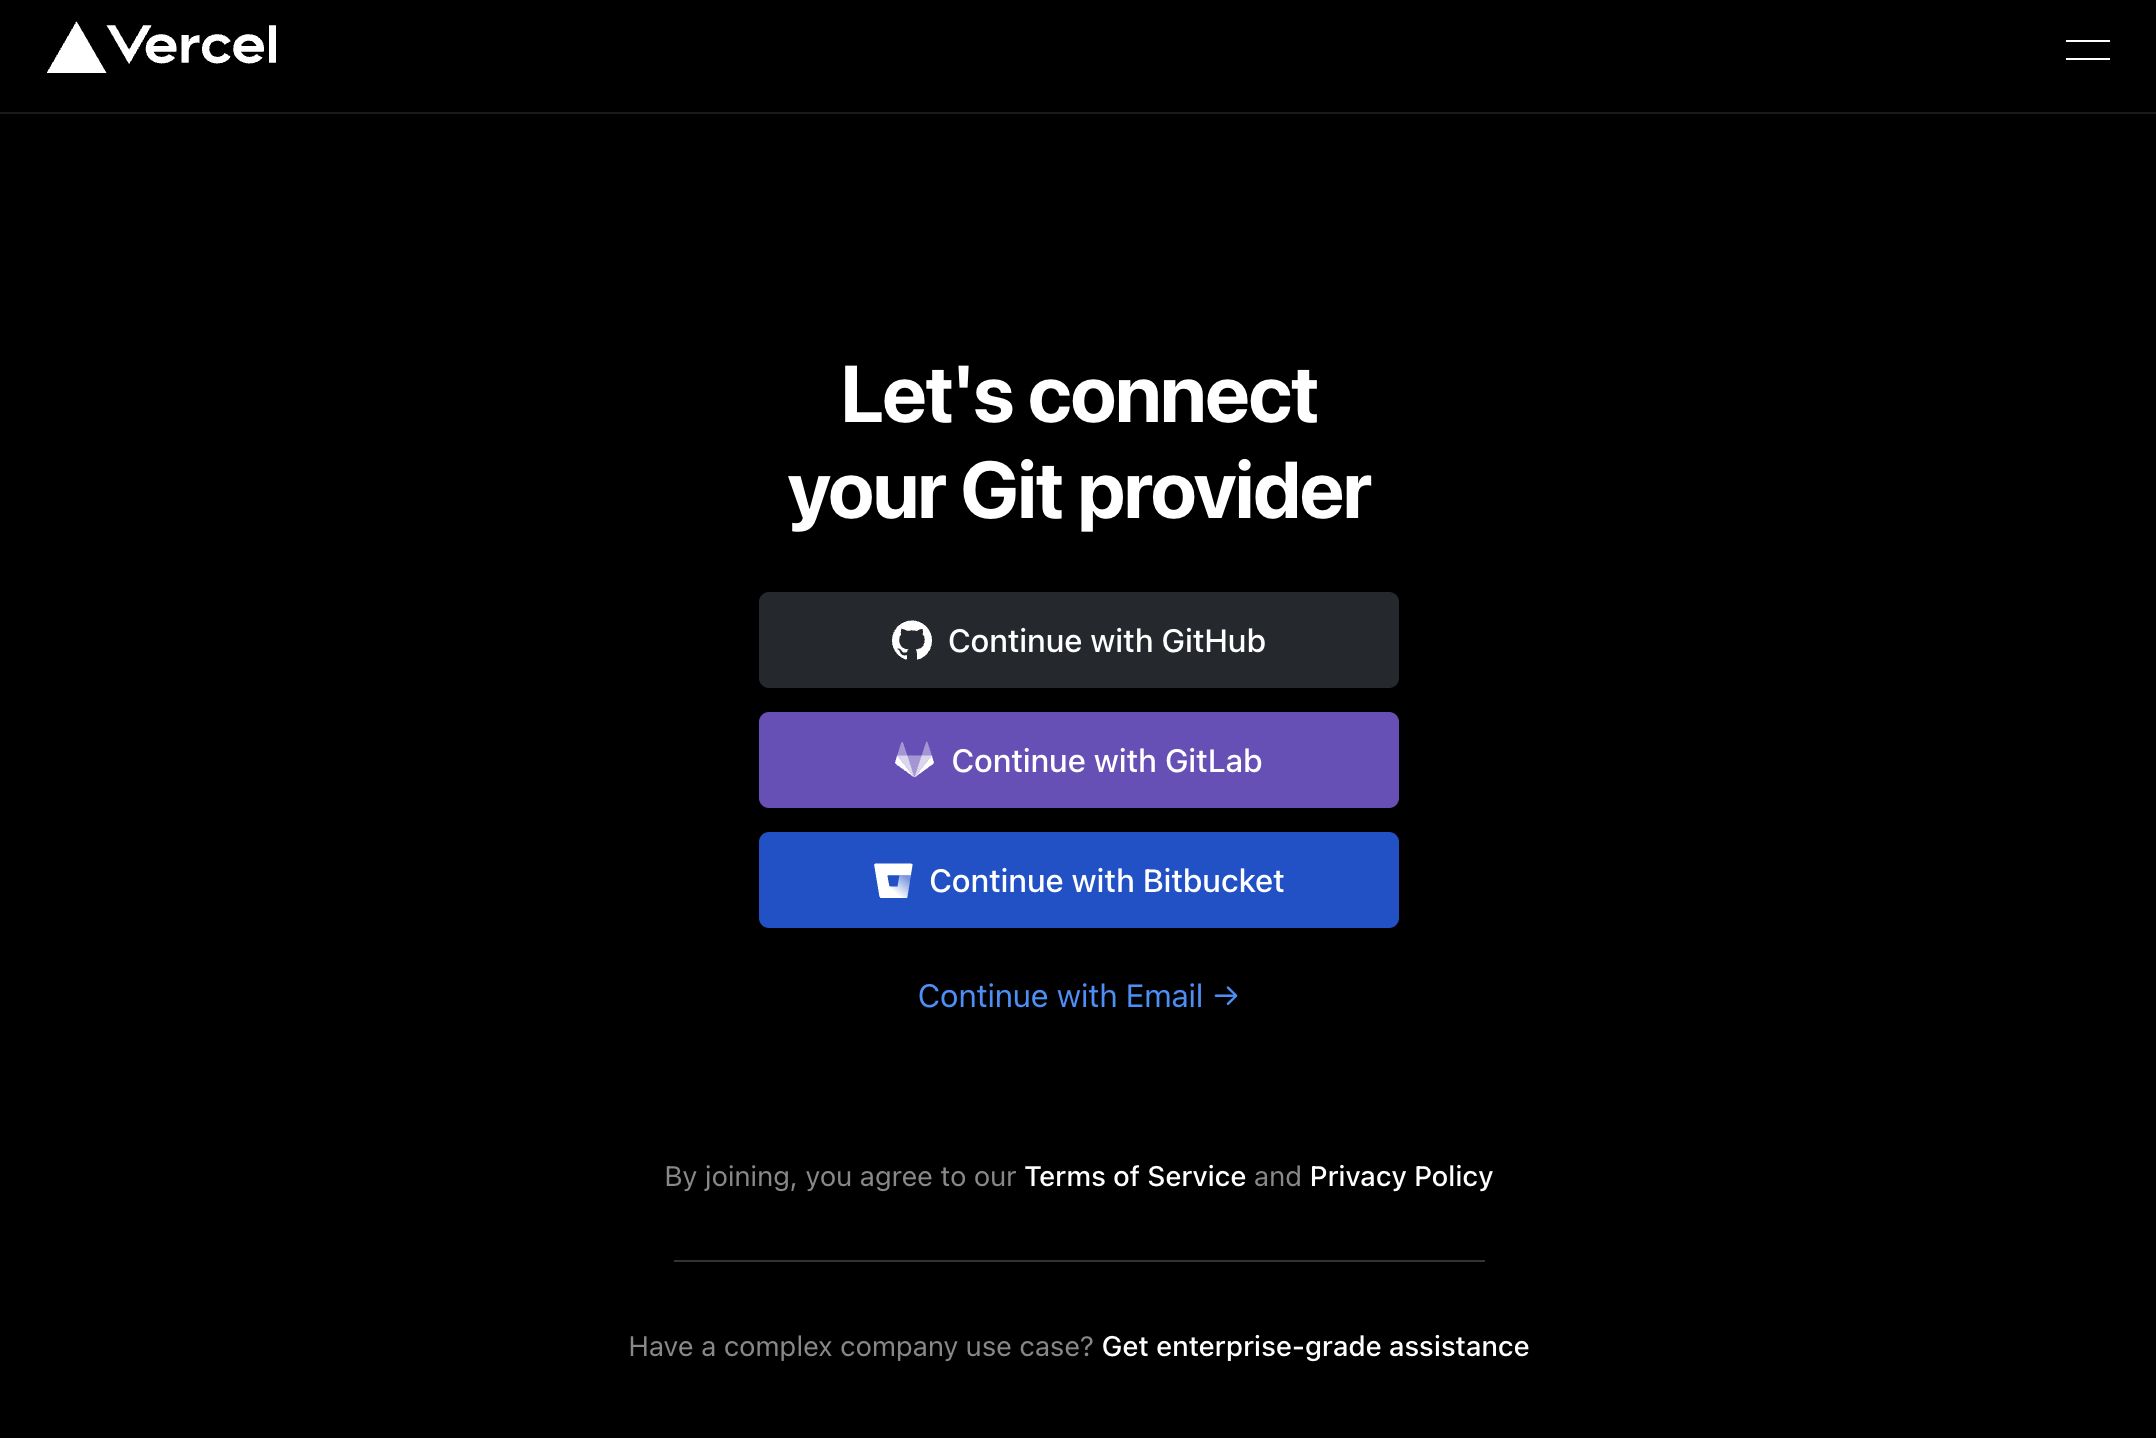 Vercel
Let's connect
your Git provider
Continue with GitHub
Continue with GitLab
Continue with Bitbucket
Continue with Email →
By joining, you agree to our Terms of Service and Privacy Policy
Have a complex company use case? Get enterprise-grade assistance